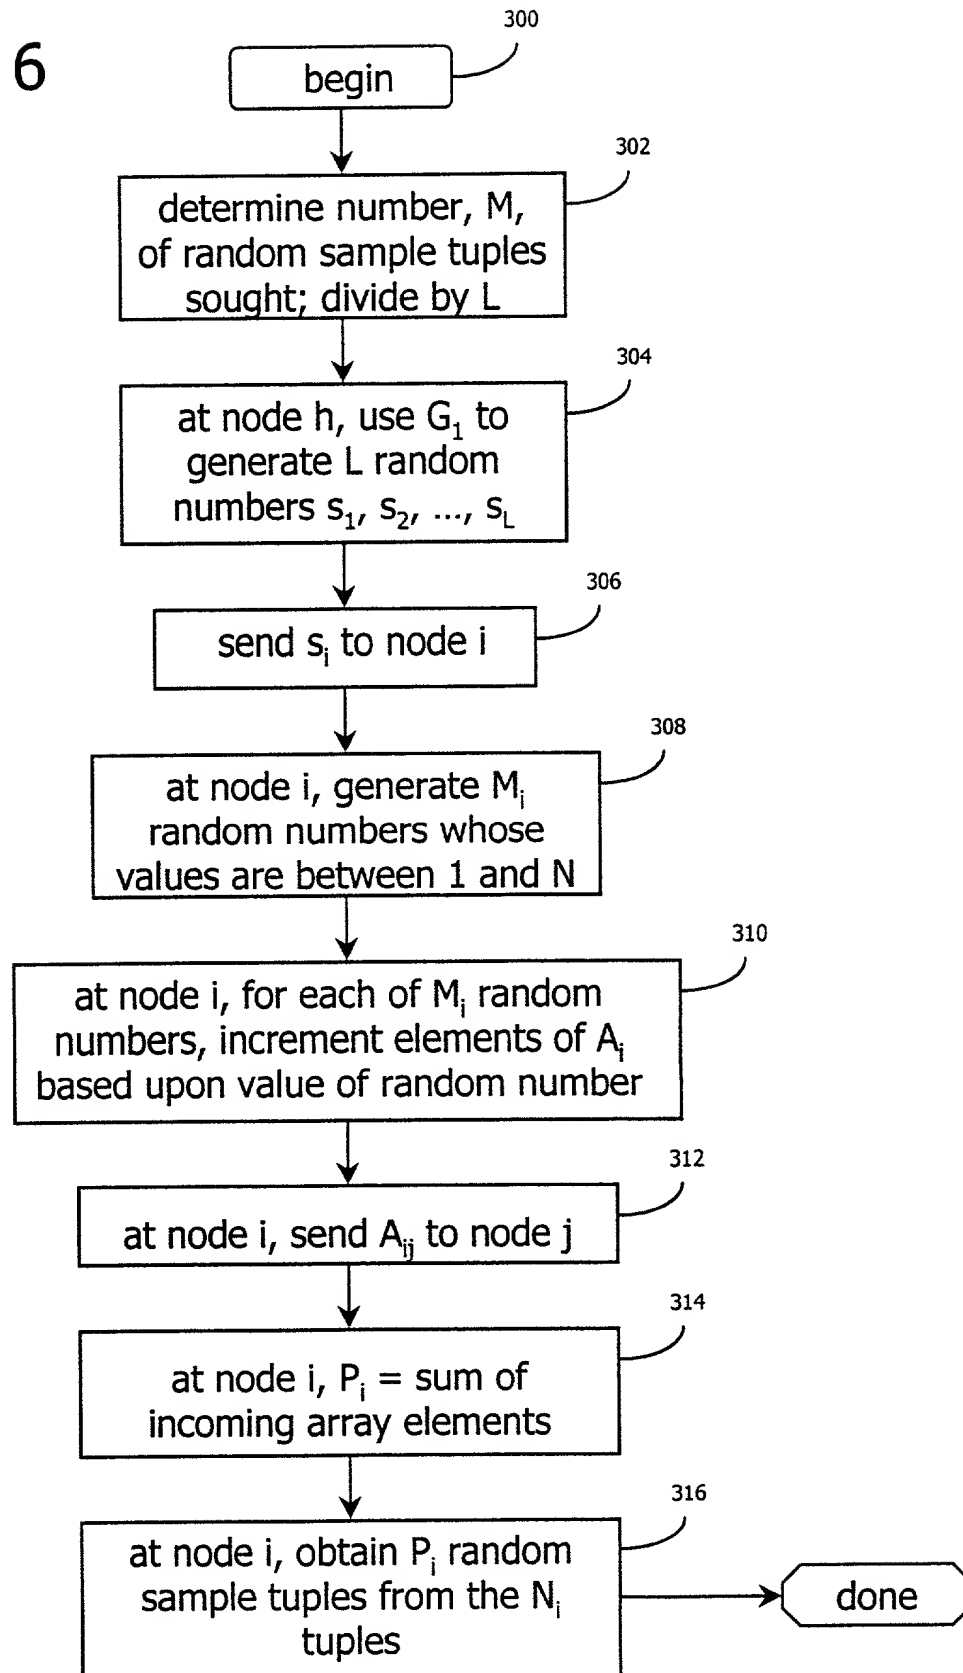 6
300
begin
302
determine number, M,
of random sample tuples
sought; divide by L
304
at node h, use G₁ to
generate L random
numbers s₁, s₂, ..., s_L
306
send sᵢ to node i
308
at node i, generate Mᵢ
random numbers whose
values are between 1 and N
310
at node i, for each of Mᵢ random
numbers, increment elements of Aᵢ
based upon value of random number
312
at node i, send Aᵢⱼ to node j
314
at node i, Pᵢ = sum of
incoming array elements
316
at node i, obtain Pᵢ random
sample tuples from the Nᵢ
tuples
done